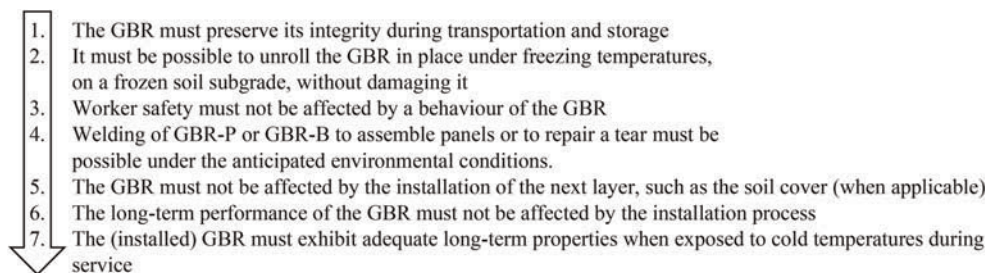 1. The GBR must preserve its integrity during transportation and storage
2. It must be possible to unroll the GBR in place under freezing temperatures,
on a frozen soil subgrade, without damaging it
3. Worker safety must not be affected by a behaviour of the GBR
4. Welding of GBR-P or GBR-B to assemble panels or to repair a tear must be
possible under the anticipated environmental conditions.
5. The GBR must not be affected by the installation of the next layer, such as the soil cover (when applicable)
6. The long-term performance of the GBR must not be affected by the installation process
7. The (installed) GBR must exhibit adequate long-term properties when exposed to cold temperatures during
service